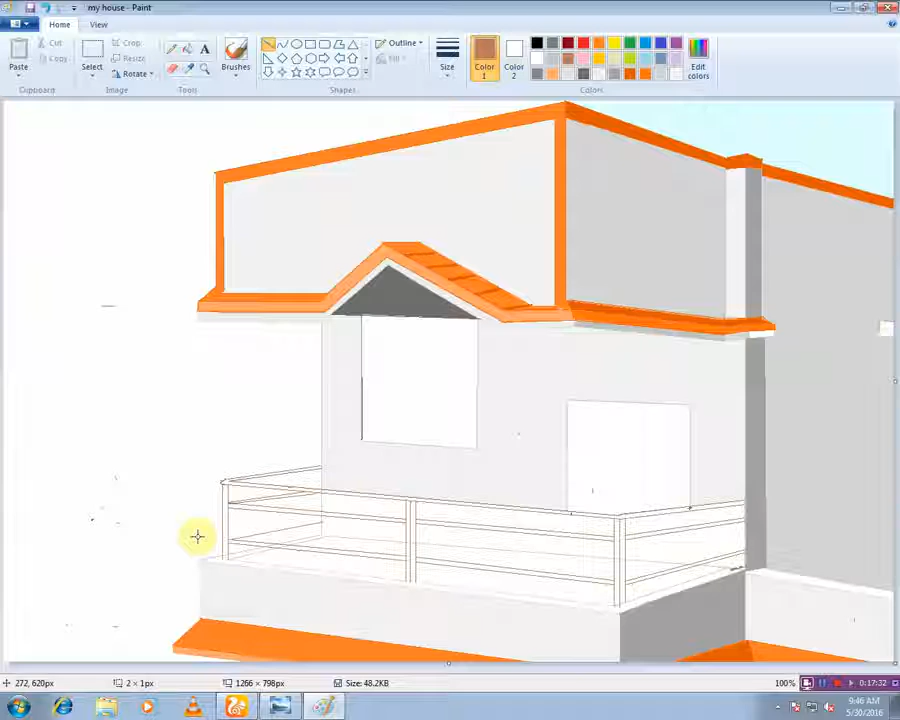 my house - Paint
Home View
Paste
Cut
Copy
Clipboard
Select
Crop
Resize
Rotate
Image
A
Tools
Brushes
Outline
Fill
Shapes
Size
Color 1
Color 2
Edit colors
Colors
272, 620px
2 × 1px
1266 × 798px
Size: 48.2KB
100%
0:17:32
9:46 AM
5/30/2016